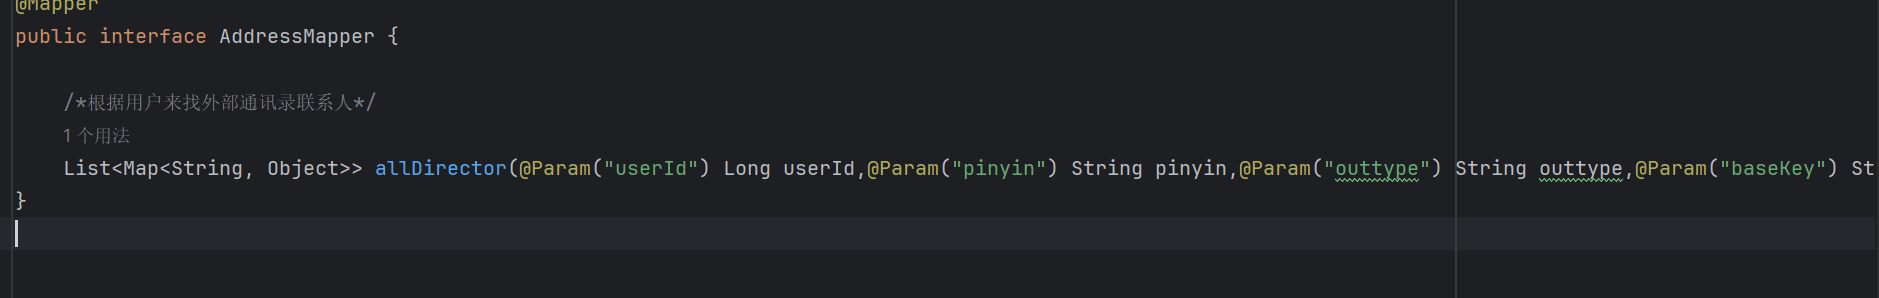 @Mapper
public interface AddressMapper {
/*根据用户来找外部通讯录联系人*/
1 个用法
List<Map<String, Object>> allDirector(@Param("userId") Long userId,@Param("pinyin") String pinyin,@Param("outtype") String outtype,@Param("baseKey") St
}